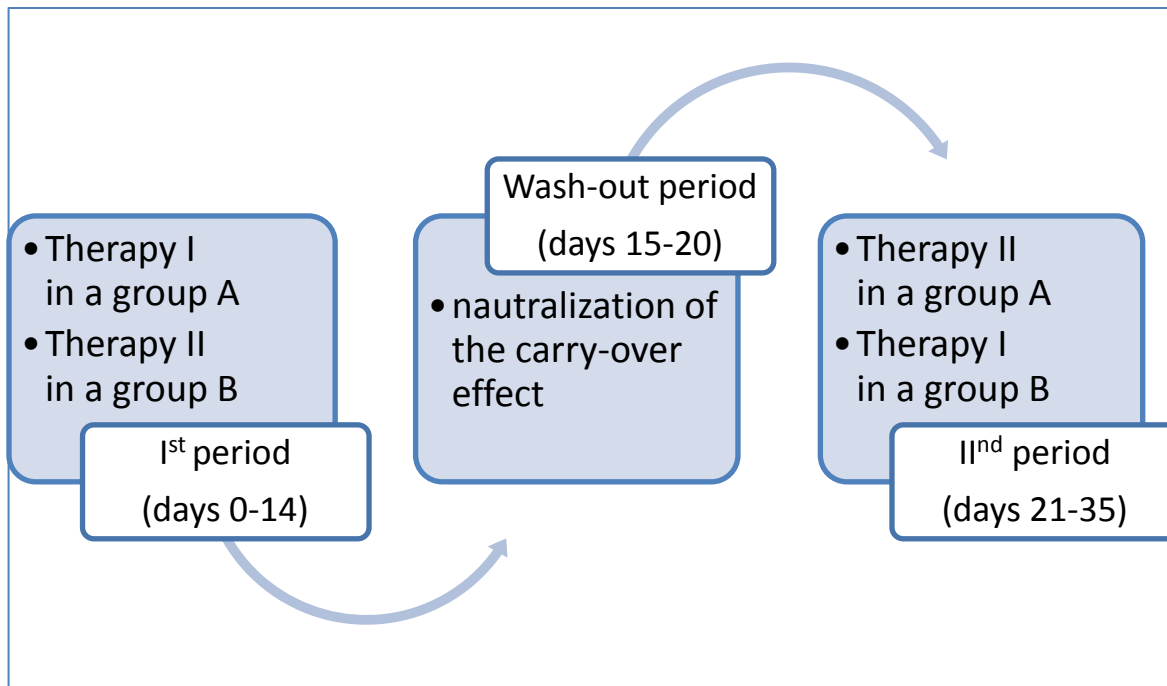 • Therapy I
in a group A
• Therapy II
in a group B
Iˢᵗ period
(days 0-14)
Wash-out period
(days 15-20)
• nautralization of
the carry-over
effect
• Therapy II
in a group A
• Therapy I
in a group B
IIⁿᵈ period
(days 21-35)